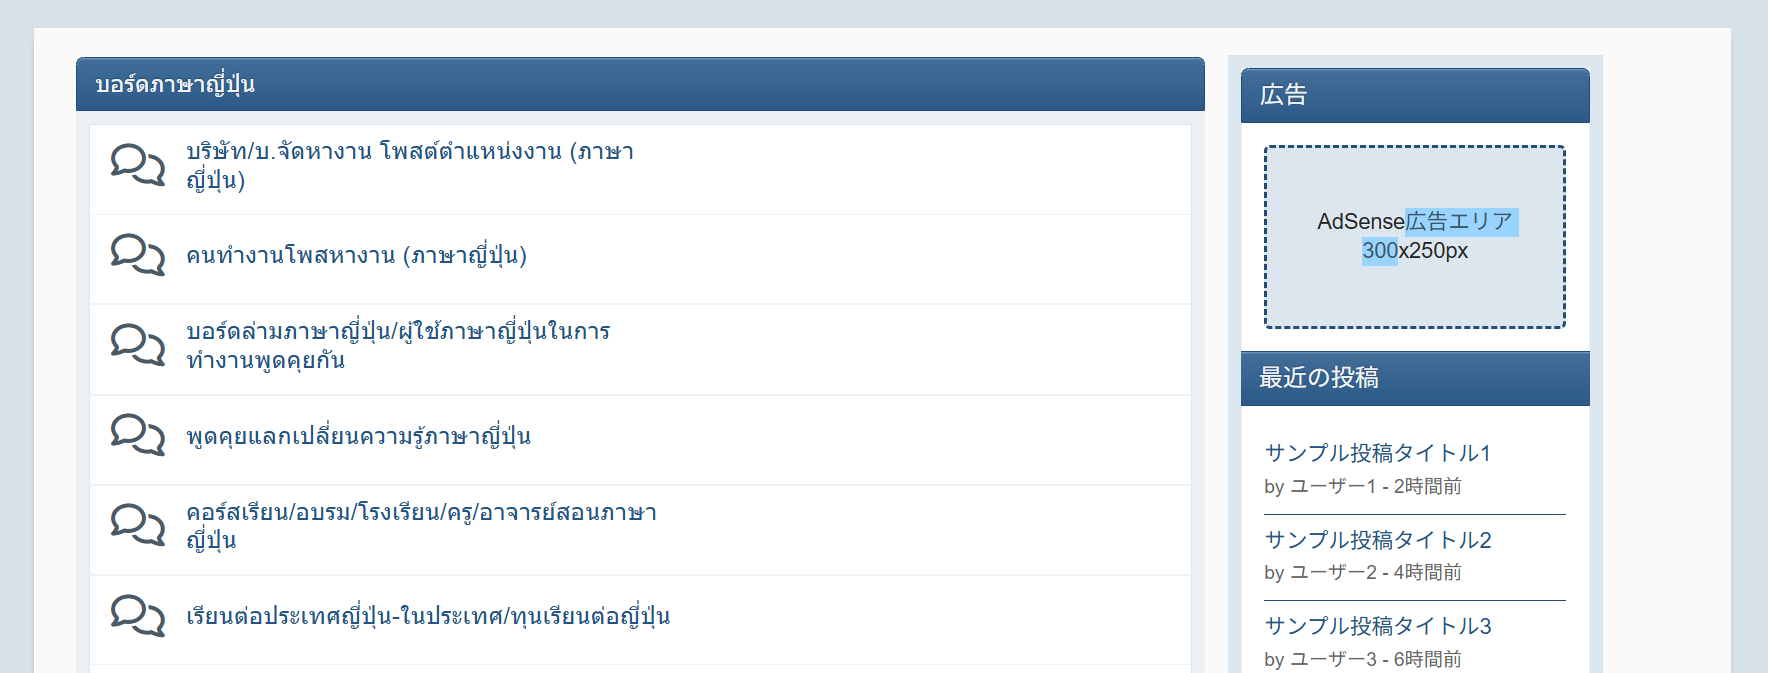 บอร์ดภาษาญี่ปุ่น
บริษัท/บ.จัดหางาน โพสต์ตำแหน่งงาน (ภาษา
ญี่ปุ่น)
คนทำงานโพสหางาน (ภาษาญี่ปุ่น)
บอร์ดล่ามภาษาญี่ปุ่น/ผู้ใช้ภาษาญี่ปุ่นในการ
ทำงานพูดคุยกัน
พูดคุยแลกเปลี่ยนความรู้ภาษาญี่ปุ่น
คอร์สเรียน/อบรม/โรงเรียน/ครู/อาจารย์สอนภาษา
ญี่ปุ่น
เรียนต่อประเทศญี่ปุ่น-ในประเทศ/ทุนเรียนต่อญี่ปุ่น
広告
AdSense広告エリア
300x250px
最近の投稿
サンプル投稿タイトル1
by ユーザー1 - 2時間前
サンプル投稿タイトル2
by ユーザー2 - 4時間前
サンプル投稿タイトル3
by ユーザー3 - 6時間前